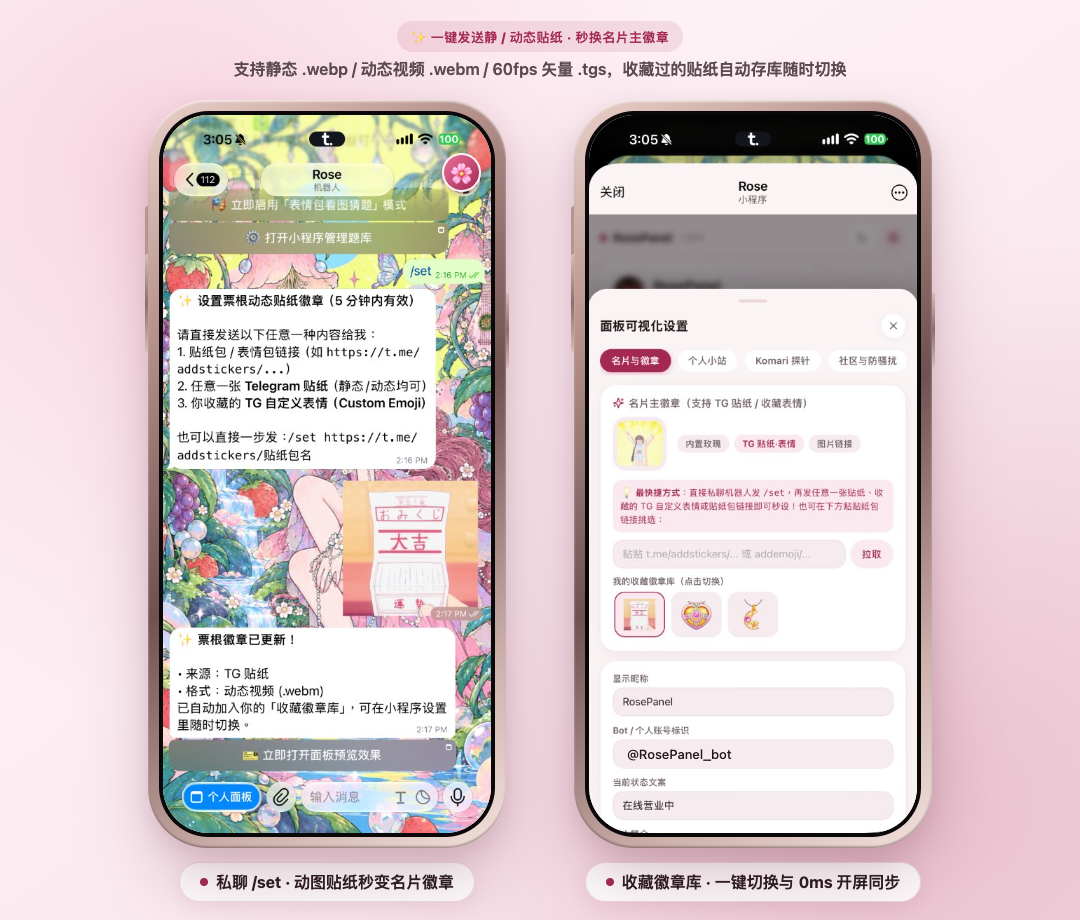 ✨ 一键发送静 / 动态贴纸 · 秒换名片主徽章
支持静态 .webp / 动态视频 .webm / 60fps 矢量 .tgs，收藏过的贴纸自动存库随时切换
3:05
t.
100
112
Rose
机器人
立即启用「表情包看图猜题」模式
打开小程序管理题库
/set 2:16 PM
✨ 设置票根动态贴纸徽章（5 分钟内有效）
请直接发送以下任意一种内容给我：
1. 贴纸包 / 表情包链接 (如 https://t.me/
addstickers/...)
2. 任意一张 Telegram 贴纸 (静态/动态均可)
3. 你收藏的 TG 自定义表情 (Custom Emoji)
也可以直接一步发：/set https://t.me/
addstickers/贴纸包名
2:16 PM
おみくじ
大吉
運勢
2:17 PM
✨ 票根徽章已更新！
• 来源：TG 贴纸
• 格式：动态视频 (.webm)
已自动加入你的「收藏徽章库」，可在小程序设置
里随时切换。
2:17 PM
立即打开面板预览效果
个人面板
输入消息
私聊 /set · 动图贴纸秒变名片徽章
3:05
t.
100
关闭
Rose
小程序
RosePanel
RosePanel
面板可视化设置
名片与徽章
个人小站
Komari 探针
社区与防骚扰
名片主徽章（支持 TG 贴纸 / 收藏表情）
内置玫瑰
TG 贴纸·表情
图片链接
💡 最快捷方式：直接私聊机器人发 /set，再发任意一张贴纸、收
藏的 TG 自定义表情或贴纸包链接即可秒设！也可在下方贴贴纸包
链接挑选：
粘贴 t.me/addstickers/... 或 addemoji/...
拉取
我的收藏徽章库（点击切换）
显示昵称
RosePanel
Bot / 个人账号标识
@RosePanel_bot
当前状态文案
在线营业中
收藏徽章库 · 一键切换与 0ms 开屏同步